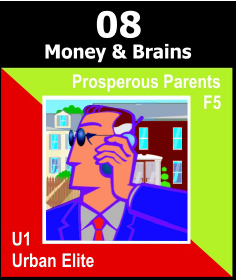 08
Money & Brains
Prosperous Parents
F5
U1
Urban Elite